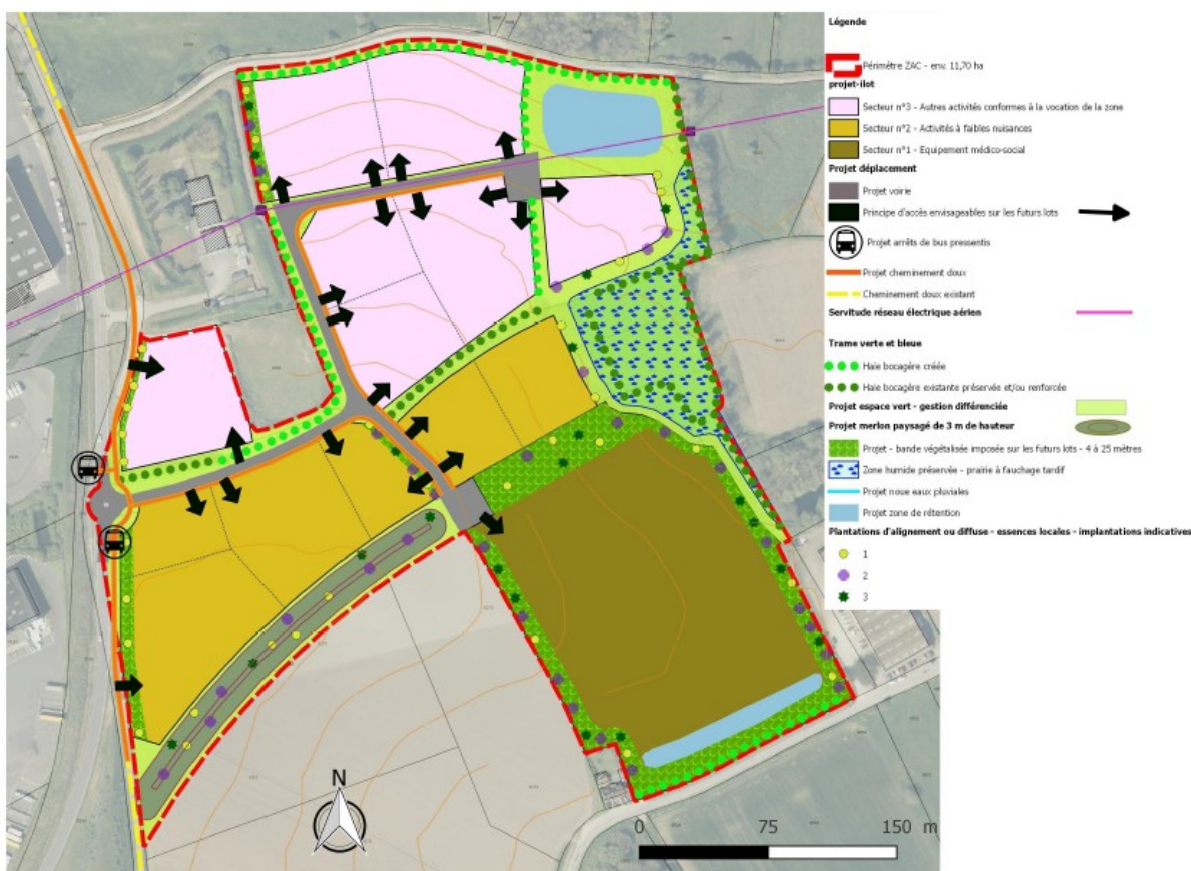 Légende
Périmètre ZAC - env. 11,70 ha
projet-ilot
Secteur n°3 - Autres activités conformes à la vocation de la zone
Secteur n°2 - Activités à faibles nuisances
Secteur n°1 - Equipement médico-social
Projet déplacement
Projet voirie
Principe d'accès envisageables sur les futurs lots
Projet arrêts de bus pressentis
Projet cheminement doux
Cheminement doux existant
Servitude réseau électrique aérien
Trame verte et bleue
Haie bocagère créée
Haie bocagère existante préservée et/ou renforcée
Projet espace vert - gestion différenciée
Projet merlon paysagé de 3 m de hauteur
Projet - bande végétalisée imposée sur les futurs lots - 4 à 25 mètres
Zone humide préservée - prairie à fauchage tardif
Projet noue eaux pluviales
Projet zone de rétention
Plantations d'alignement ou diffuse - essences locales - implantations indicatives
1
2
3
N
0 75 150 m